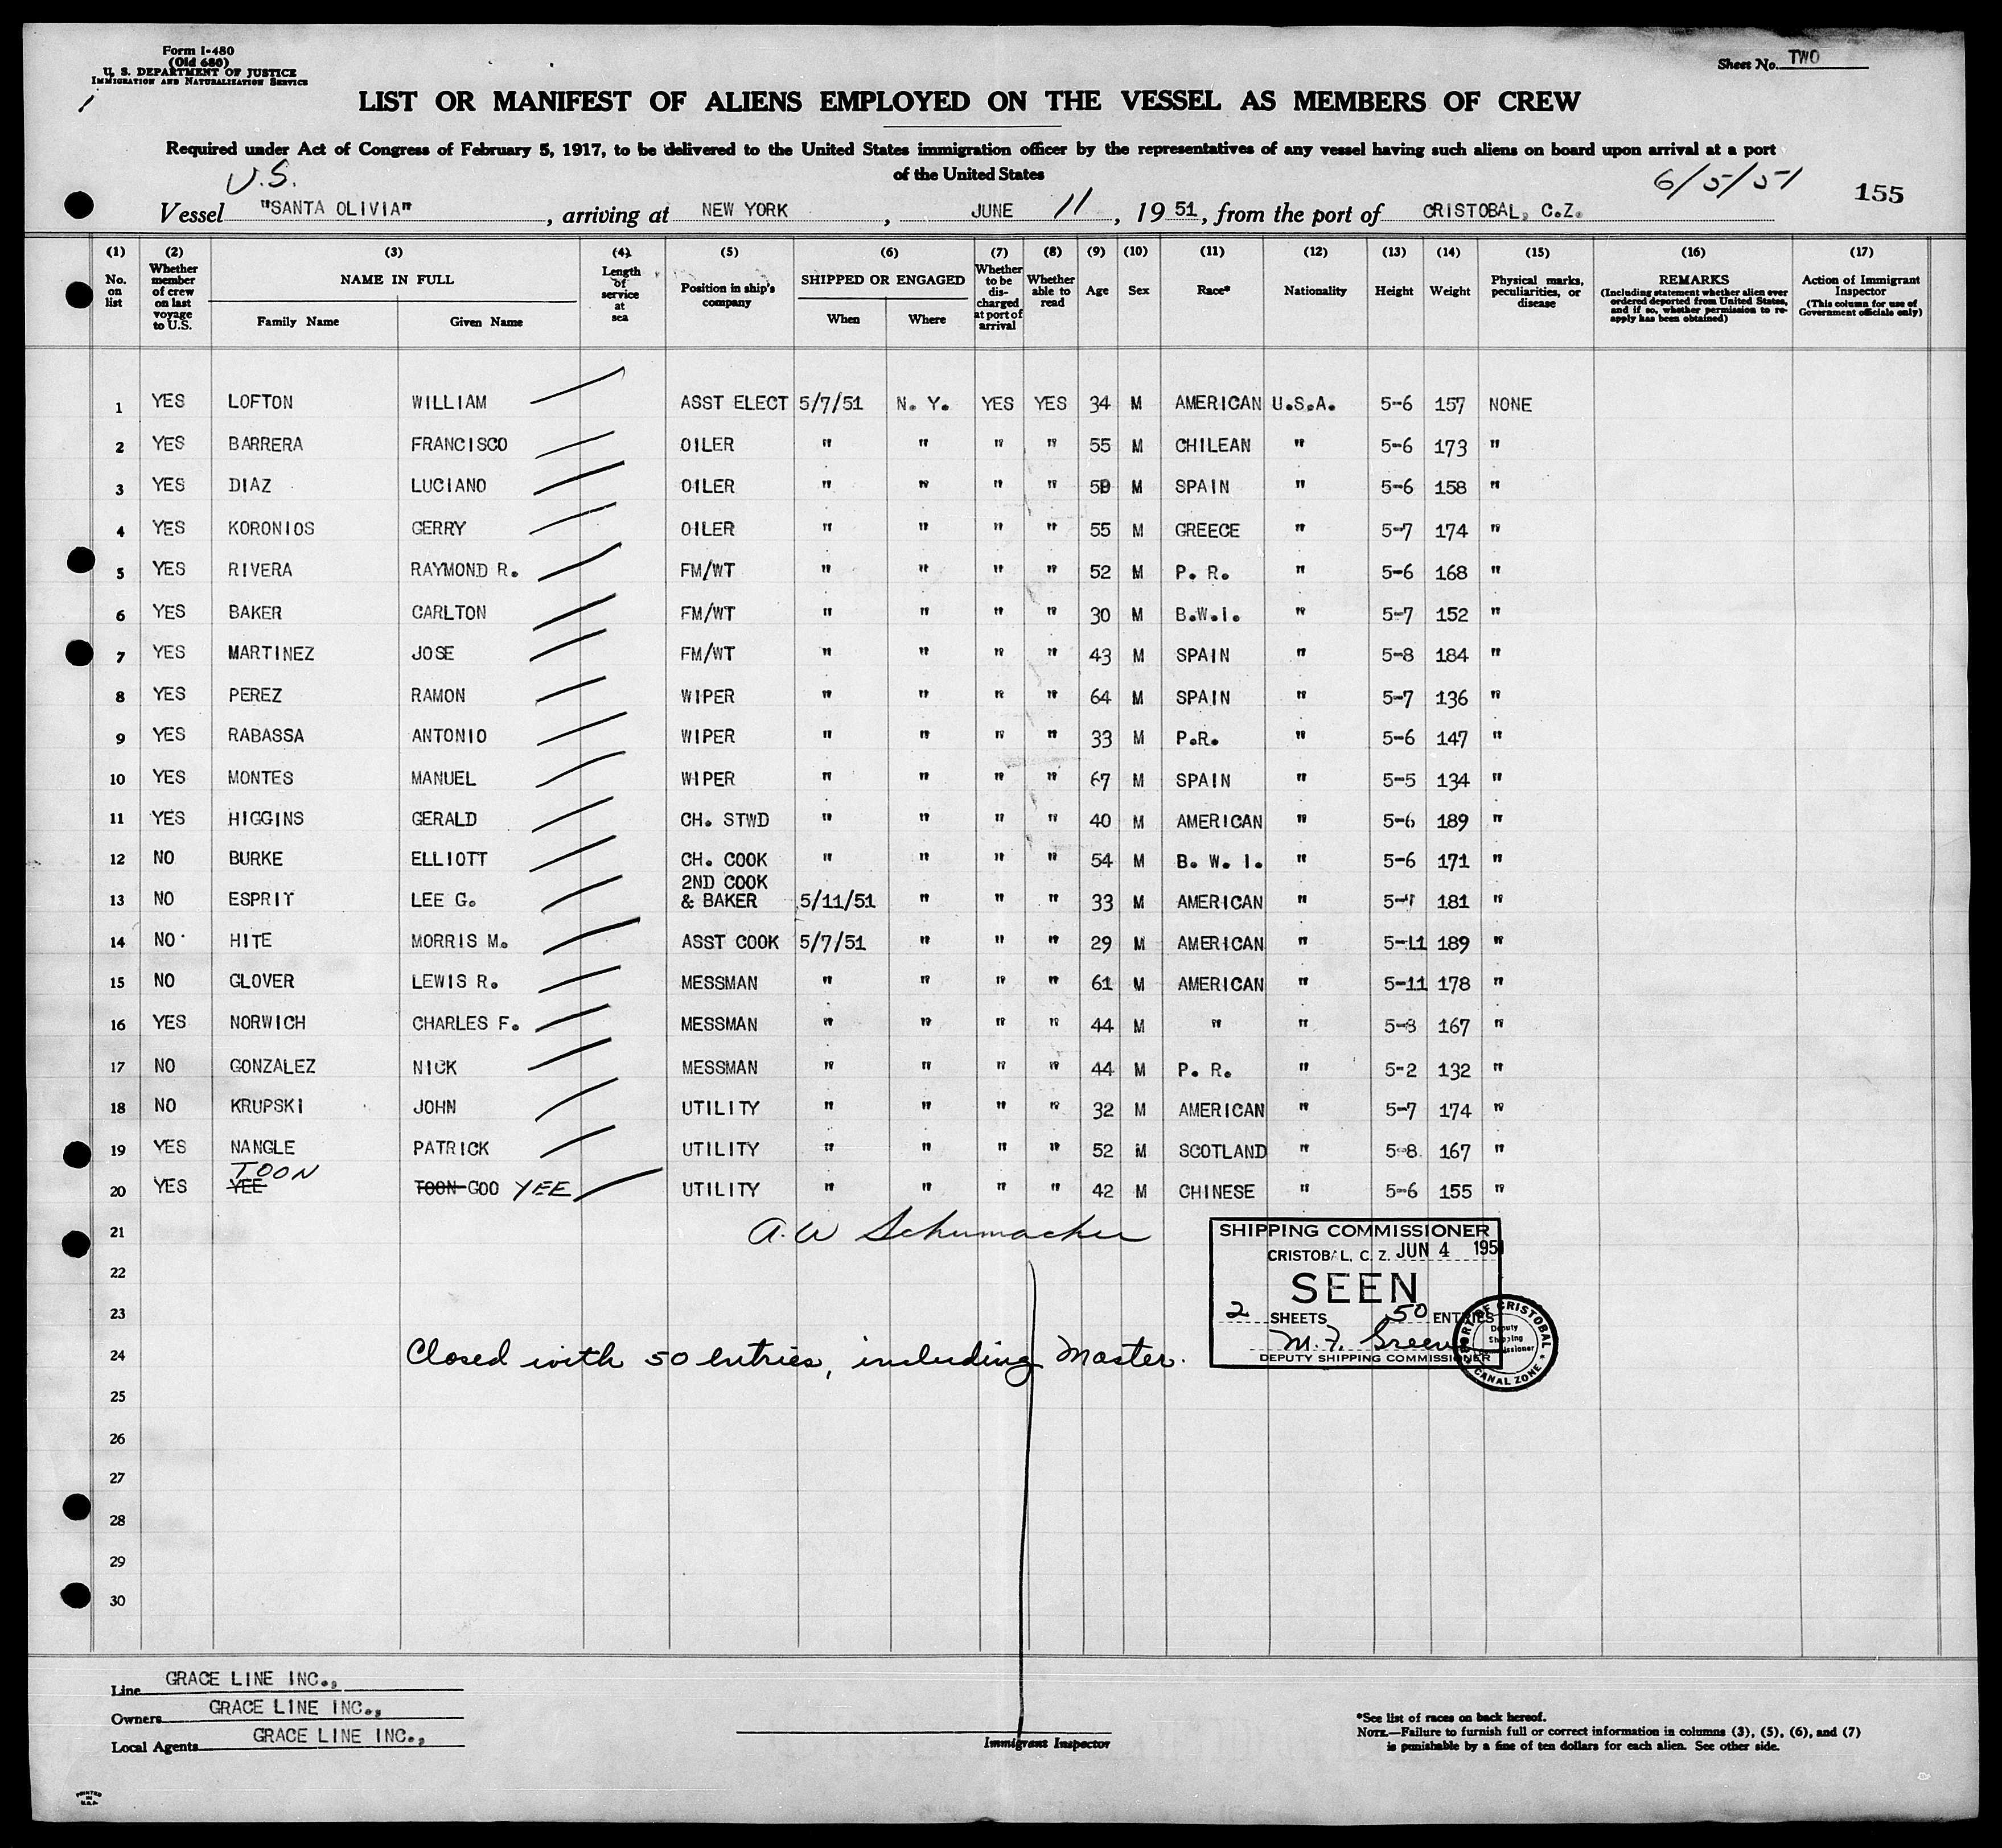 Form I-480
(Old 680)
U. S. DEPARTMENT OF JUSTICE
IMMIGRATION AND NATURALIZATION SERVICE
Sheet No. TWO
LIST OR MANIFEST OF ALIENS EMPLOYED ON THE VESSEL AS MEMBERS OF CREW
Required under Act of Congress of February 5, 1917, to be delivered to the United States immigration officer by the representatives of any vessel having such aliens on board upon arrival at a port
of the United States
U.S.
6/5/51
155
Vessel "SANTA OLIVIA", arriving at NEW YORK, JUNE 11, 19 51, from the port of CRISTOBAL, C.Z.
(1) (2) (3) (4) (5) (6) (7) (8) (9) (10) (11) (12) (13) (14) (15) (16) (17)
No. on list
Whether member of crew on last voyage to U.S.
NAME IN FULL
Family Name Given Name
Length of service at sea
Position in ship's company
SHIPPED OR ENGAGED
When Where
Whether to be discharged at port of arrival
Whether able to read
Age Sex Race* Nationality Height Weight
Physical marks, peculiarities, or disease
REMARKS
(Including statement whether alien ever ordered deported from United States, and if so, whether permission to re-apply has been obtained)
Action of Immigrant Inspector
(This column for use of Government officials only)
1 YES LOFTON WILLIAM ASST ELECT 5/7/51 N. Y. YES YES 34 M AMERICAN U.S.A. 5-6 157 NONE
2 YES BARRERA FRANCISCO OILER " " " " 55 M CHILEAN " 5-6 173 "
3 YES DIAZ LUCIANO OILER " " " " 50 M SPAIN " 5-6 158 "
4 YES KORONIOS GERRY OILER " " " " 55 M GREECE " 5-7 174 "
5 YES RIVERA RAYMOND R. FM/WT " " " " 52 M P. R. " 5-6 168 "
6 YES BAKER CARLTON FM/WT " " " " 30 M B.W.I. " 5-7 152 "
7 YES MARTINEZ JOSE FM/WT " " " " 43 M SPAIN " 5-8 184 "
8 YES PEREZ RAMON WIPER " " " " 64 M SPAIN " 5-7 136 "
9 YES RABASSA ANTONIO WIPER " " " " 33 M P.R. " 5-6 147 "
10 YES MONTES MANUEL WIPER " " " " 67 M SPAIN " 5-5 134 "
11 YES HIGGINS GERALD CH. STWD " " " " 40 M AMERICAN " 5-6 189 "
12 NO BURKE ELLIOTT CH. COOK " " " " 54 M B. W. I. " 5-6 171 "
2ND COOK
13 NO ESPRIT LEE G. & BAKER 5/11/51 " " " 33 M AMERICAN " 181 "
14 NO HITE MORRIS M. ASST COOK 5/7/51 " " " 29 M AMERICAN " 5-11 189 "
15 NO GLOVER LEWIS R. MESSMAN " " " " 61 M AMERICAN " 5-11 178 "
16 YES NORWICH CHARLES F. MESSMAN " " " " 44 M " " 167 "
17 NO GONZALEZ NICK MESSMAN " " " " 44 M P. R. " 5-2 132 "
18 NO KRUPSKI JOHN UTILITY " " " " 32 M AMERICAN " 5-7 174 "
19 YES NANGLE PATRICK UTILITY " " " " 52 M SCOTLAND " 5-8 167 "
TOON
20 YES YEE TOON GOO YEE UTILITY " " " " 42 M CHINESE " 5-6 155 "
21
A. W Schumacher
22
23
24
25
26
27
28
29
30
SHIPPING COMMISSIONER
CRISTOBAL, C. Z. JUN 4 1951
SEEN
2 SHEETS 50 ENTRIES
M. F. Green
DEPUTY SHIPPING COMMISSIONER
PORT OF CRISTOBAL
Deputy
Shipping
Commissioner
CANAL ZONE
Closed with 50 entries, including Master.
Line GRACE LINE INC.,
Owners GRACE LINE INC.,
Local Agents GRACE LINE INC.,
Immigrant Inspector
*See list of races on back hereof.
NOTE.—Failure to furnish full or correct information in columns (3), (5), (6), and (7)
is punishable by a fine of ten dollars for each alien. See other side.
PRINTED
IN
U.S.A.